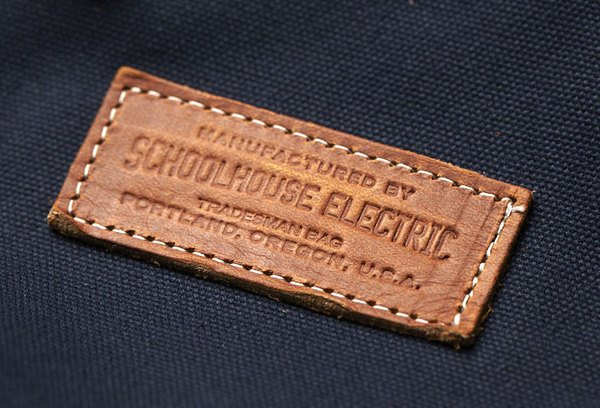 MANUFACTURED BY
SCHOOLHOUSE ELECTRIC
TRADESMAN BAG
PORTLAND, OREGON, U.S.A.